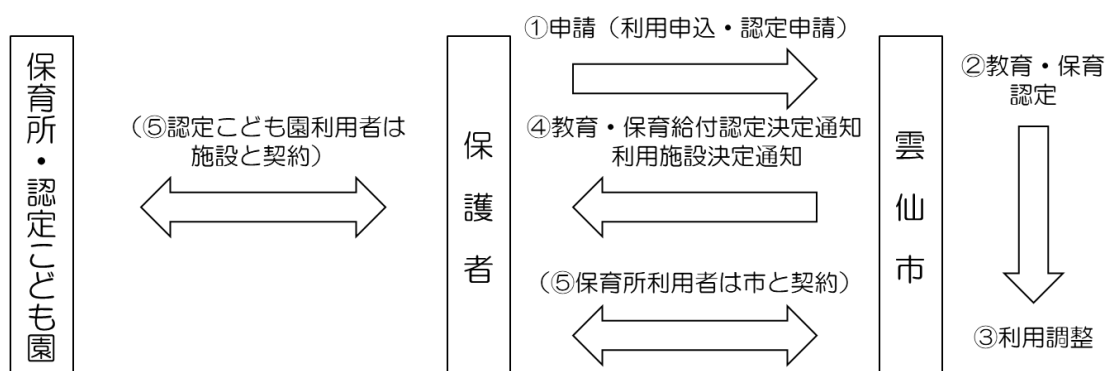 保育所・認定こども園
(⑤認定こども園利用者は
施設と契約)
保護者
①申請(利用申込・認定申請)
④教育・保育給付認定決定通知
利用施設決定通知
(⑤保育所利用者は市と契約)
雲仙市
②教育・保育
認定
③利用調整